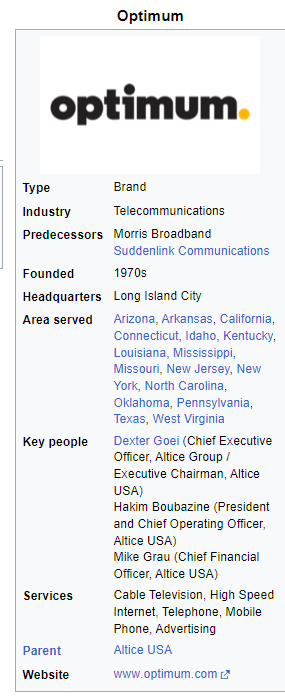 Optimum
optimum.
Type Brand
Industry Telecommunications
Predecessors Morris Broadband
Suddenlink Communications
Founded 1970s
Headquarters Long Island City
Area served Arizona, Arkansas, California,
Connecticut, Idaho, Kentucky,
Louisiana, Mississippi,
Missouri, New Jersey, New
York, North Carolina,
Oklahoma, Pennsylvania,
Texas, West Virginia
Key people Dexter Goei (Chief Executive
Officer, Altice Group /
Executive Chairman, Altice
USA)
Hakim Boubazine (President
and Chief Operating Officer,
Altice USA)
Mike Grau (Chief Financial
Officer, Altice USA)
Services Cable Television, High Speed
Internet, Telephone, Mobile
Phone, Advertising
Parent Altice USA
Website www.optimum.com